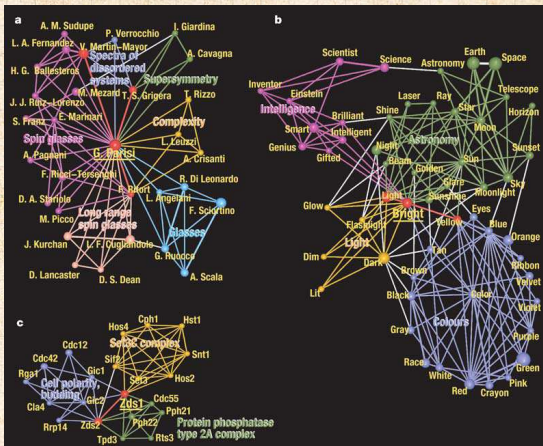 a
A. M. Sudupe
P. Verrocchio
I. Giardina
L. A. Fernandez
V. Martin–Mayor
Spectra of
dissordered
systems
A. Cavagna
H. G. Ballesteros
Supersymmetry
M. Mezard
T. S. Grigera
T. Rizzo
J. J. Ruiz–Lorenzo
E. Marinari
Complexity
S. Franz
Spin glasses
L. Leuzzi
G. Parisi
A. Pagnani
A. Crisanti
F. Ricci–Tersenghi
R. Di Leonardo
F. Ritort
L. Angelani
D. A. Stariolo
F. Sciortino
M. Picco
Long-range
spin glasses
Glasses
J. Kurchan
L. F. Cugliandolo
G. Ruocco
D. Lancaster
D. S. Dean
A. Scala
b
Earth
Scientist
Space
Science
Astronomy
Inventor
Einstein
Laser
Ray
Telescope
Intelligence
Brilliant
Shine
Star
Horizon
Smart
Intelligent
Moon
Astronomy
Genius
Night
Sunset
Gifted
Beam
Golden
Sun
Glare
Sky
Light
Sunshine
Moonlight
Glow
Bright
Eyes
Flashlight
Yellow
Blue
Light
Orange
Dim
Tan
Dark
Brown
Ribbon
Velvet
Lit
Black
Color
Violet
Gray
Colours
Purple
Race
Green
White
Pink
Red
Crayon
c
Cph1
Hst1
Hos4
Cdc12
Set3C complex
Cdc42
Sif2
Snt1
Rga1
Gic1
Cell polarity,
budding
Set3
Hos2
Cla4
Gic2
Zds1
Cdc55
Pph21
Rrp14
Zds2
Pph22
Protein phosphatase
type 2A complex
Tpd3
Rts3